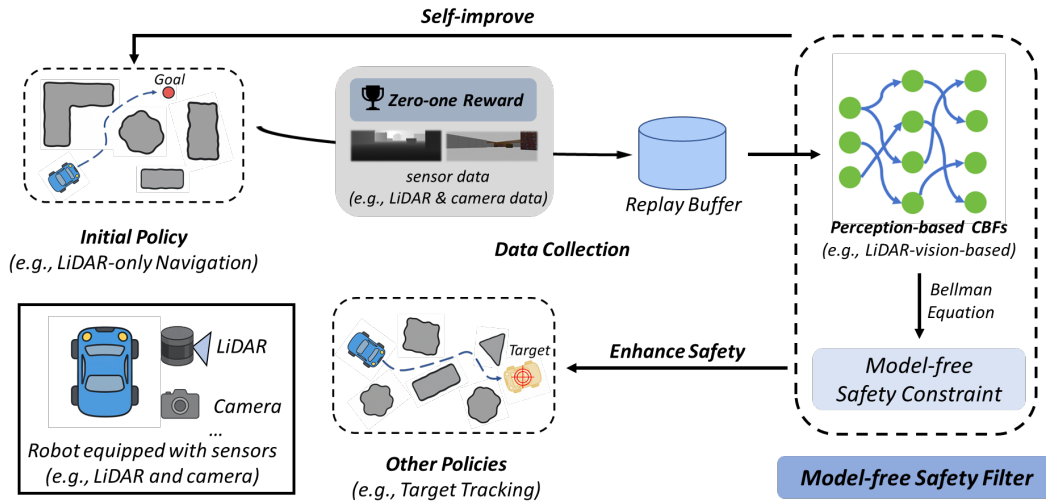 Self-improve
Goal
Initial Policy
(e.g., LiDAR-only Navigation)
Zero-one Reward
sensor data
(e.g., LiDAR & camera data)
Replay Buffer
Data Collection
Perception-based CBFs
(e.g., LiDAR-vision-based)
Bellman
Equation
Model-free
Safety Constraint
Model-free Safety Filter
Enhance Safety
Target
Other Policies
(e.g., Target Tracking)
LiDAR
Camera
...
Robot equipped with sensors
(e.g., LiDAR and camera)